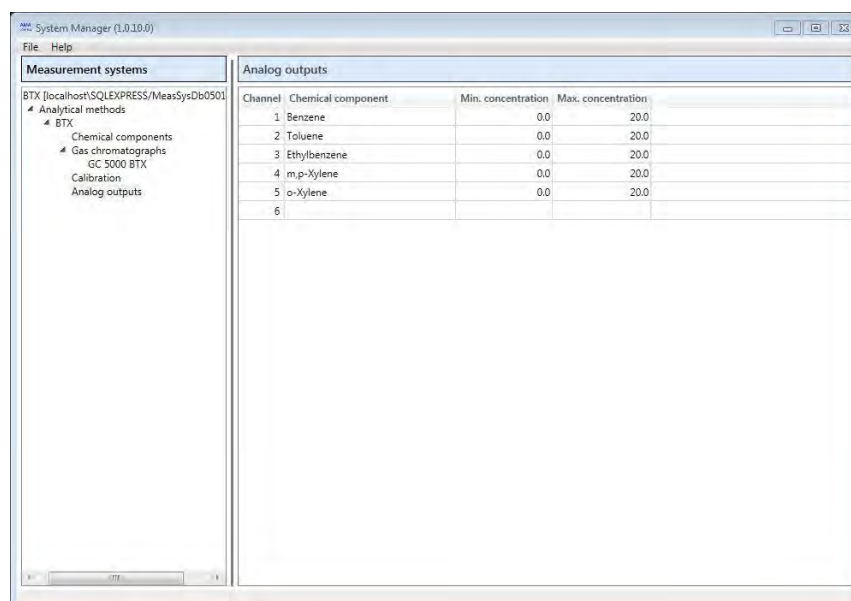 System Manager (1.0.10.0)
File Help
Measurement systems
BTX [localhost\SQLEXPRESS/MeasSysDb0501
Analytical methods
BTX
Chemical components
Gas chromatographs
GC 5000 BTX
Calibration
Analog outputs
Analog outputs
Channel Chemical component Min. concentration Max. concentration
1 Benzene 0.0 20.0
2 Toluene 0.0 20.0
3 Ethylbenzene 0.0 20.0
4 m,p-Xylene 0.0 20.0
5 o-Xylene 0.0 20.0
6